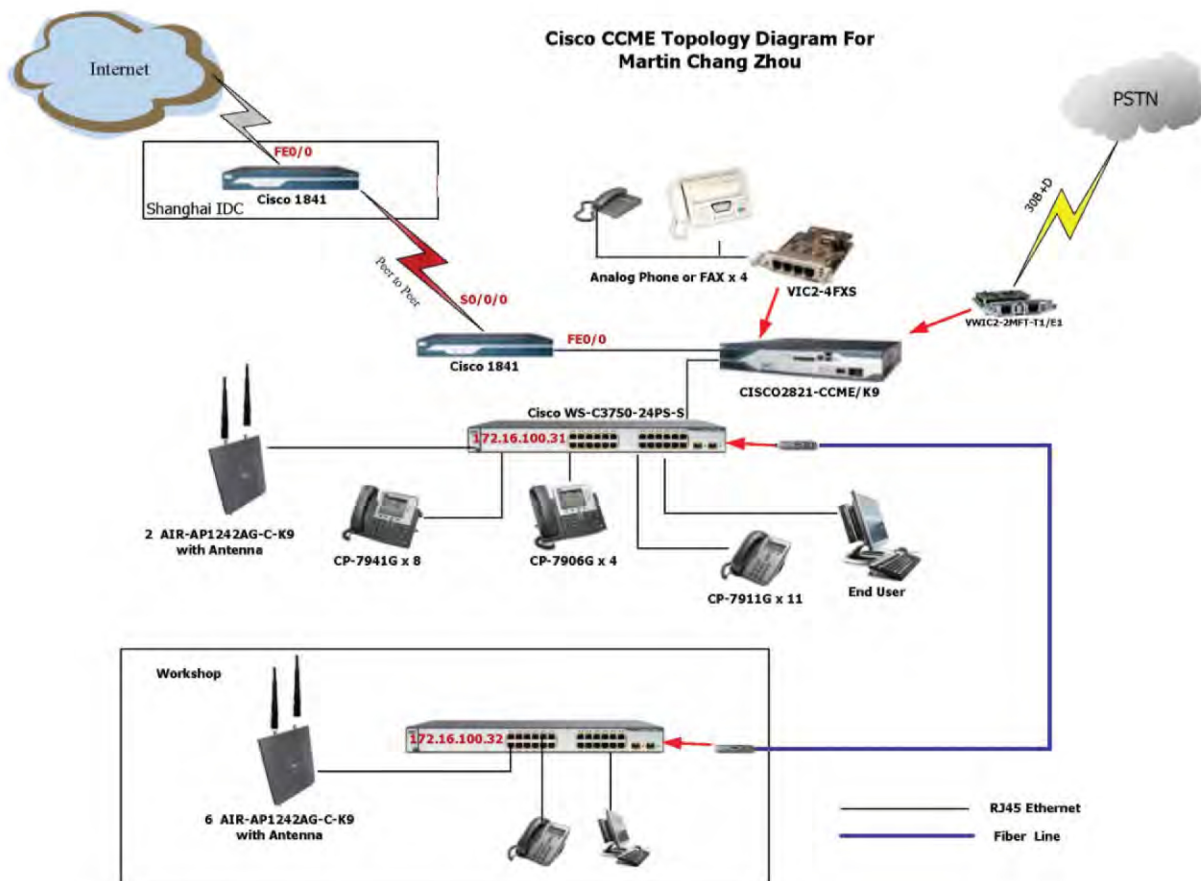 Cisco CCME Topology Diagram For
Martin Chang Zhou
Internet
PSTN
FE0/0
Cisco 1841
Shanghai IDC
30B+D
Peer to Peer
S0/0/0
Analog Phone or FAX x 4
VIC2-4FXS
VWIC2-2MFT-T1/E1
FE0/0
Cisco 1841
CISCO2821-CCME/K9
Cisco WS-C3750-24PS-S
172.16.100.31
2 AIR-AP1242AG-C-K9
with Antenna
CP-7941G x 8
CP-7906G x 4
CP-7911G x 11
End User
Workshop
172.16.100.32
6 AIR-AP1242AG-C-K9
with Antenna
RJ45 Ethernet
Fiber Line